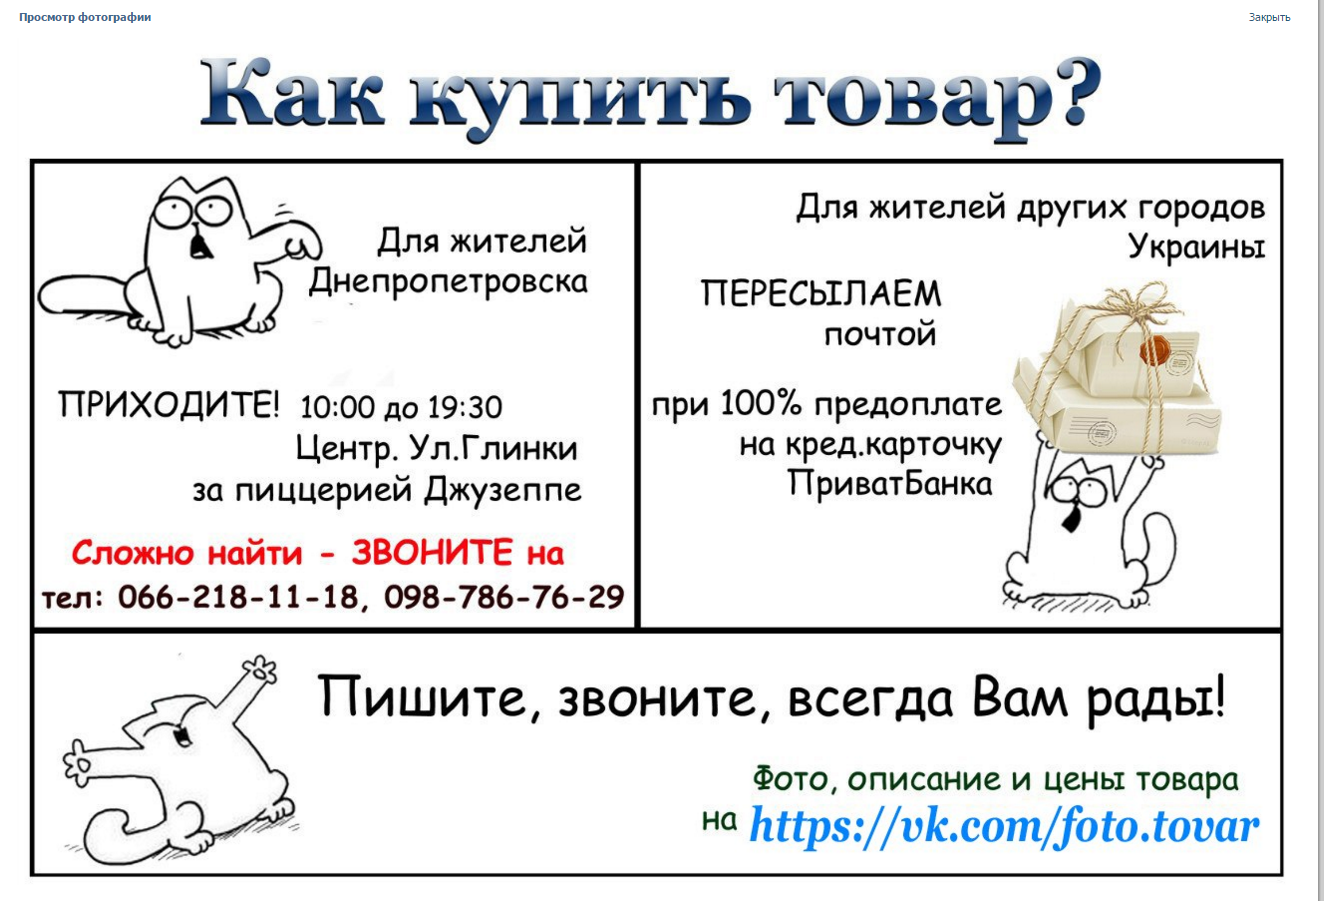 Просмотр фотографии
Закрыть
Как купить товар?
Для жителей
Днепропетровска
ПРИХОДИТЕ! 10:00 до 19:30
Центр. Ул.Глинки
за пиццерией Джузеппе
Сложно найти - ЗВОНИТЕ на
тел: 066-218-11-18, 098-786-76-29
Для жителей других городов
Украины
ПЕРЕСЫЛАЕМ
почтой
при 100% предоплате
на кред.карточку
ПриватБанка
Пишите, звоните, всегда Вам рады!
Фото, описание и цены товара
на https://vk.com/foto.tovar